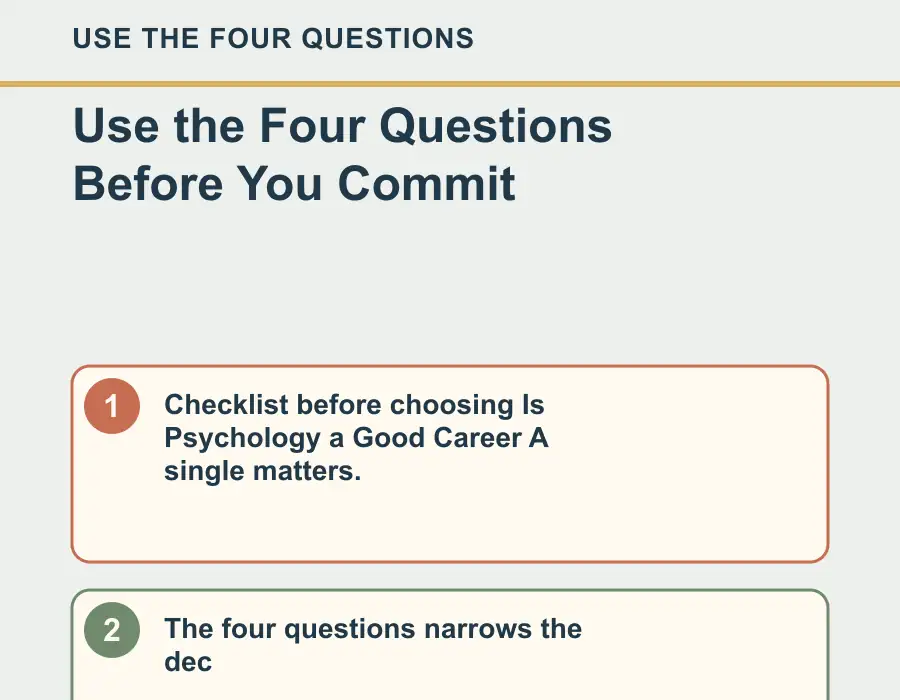 USE THE FOUR QUESTIONS
Use the Four Questions
Before You Commit
1
Checklist before choosing Is
Psychology a Good Career A
single matters.
2
The four questions narrows the
dec